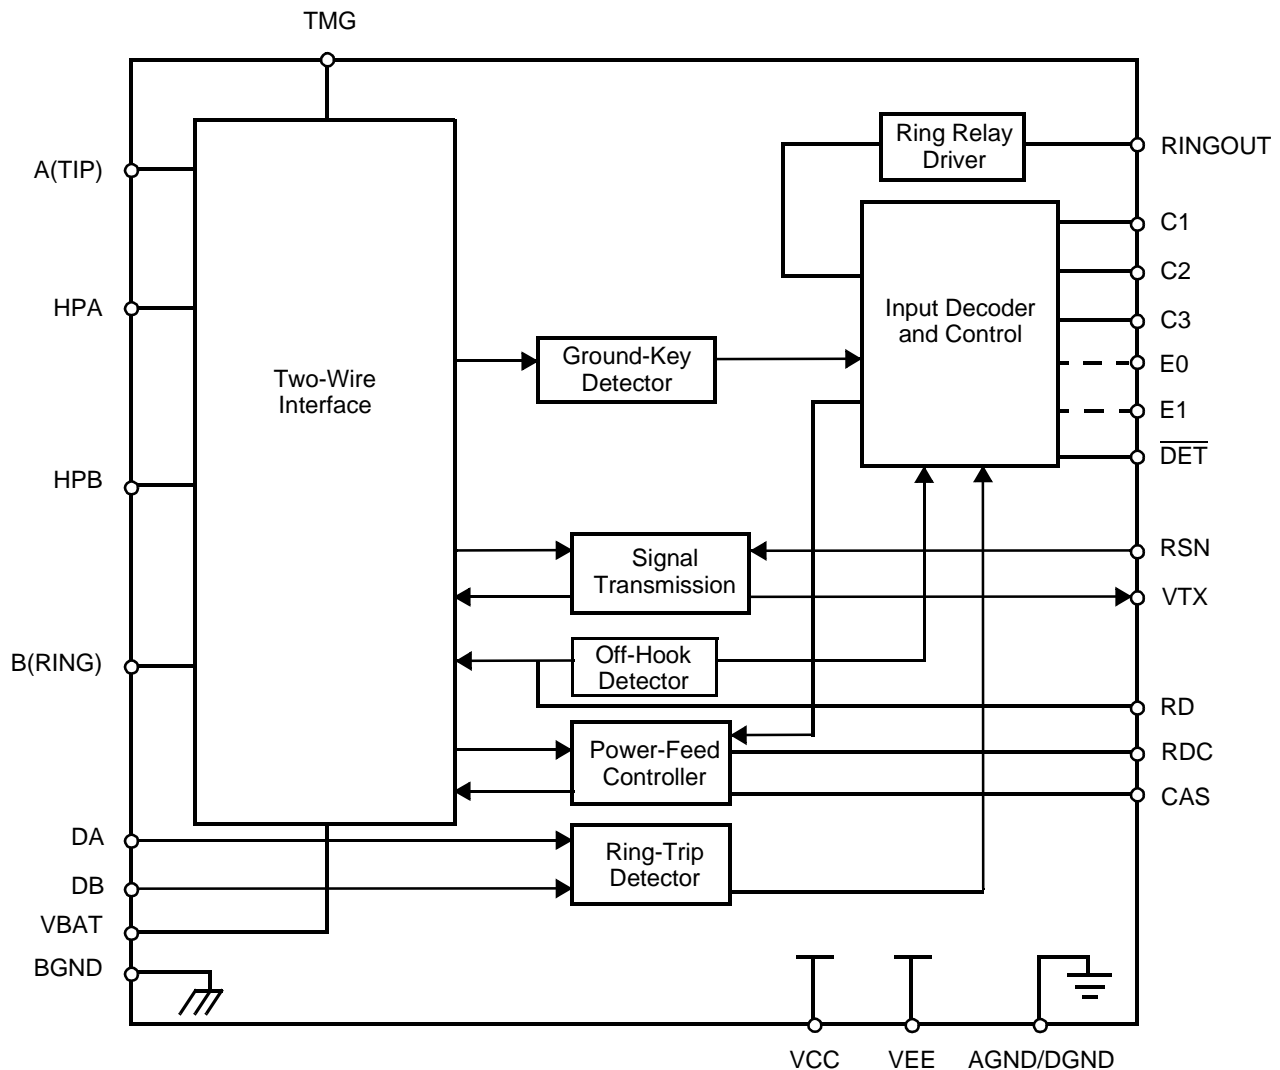 TMG
A(TIP)
HPA
HPB
B(RING)
DA
DB
VBAT
BGND
Two-Wire
Interface
Ground-Key
Detector
Signal
Transmission
Off-Hook
Detector
Power-Feed
Controller
Ring-Trip
Detector
Ring Relay
Driver
Input Decoder
and Control
RINGOUT
C1
C2
C3
E0
E1
DET
RSN
VTX
RD
RDC
CAS
VCC
VEE
AGND/DGND